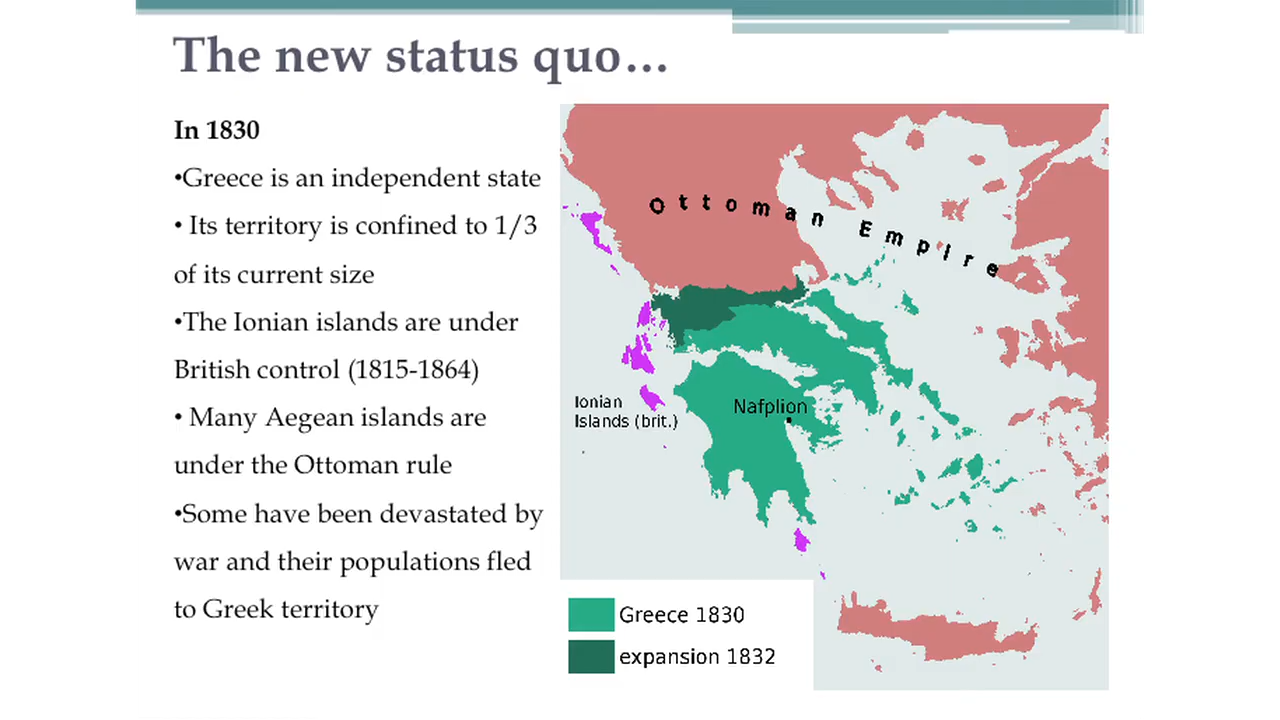 The new status quo…
In 1830
•Greece is an independent state
• Its territory is confined to 1/3
of its current size
•The Ionian islands are under
British control (1815-1864)
• Many Aegean islands are
under the Ottoman rule
•Some have been devastated by
war and their populations fled
to Greek territory
Ottoman Empire
Nafplion
Ionian
Islands (brit.)
Greece 1830
expansion 1832